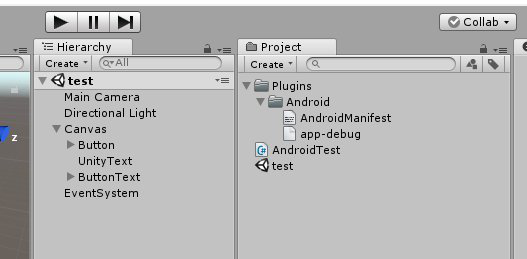 Collab
Hierarchy
Create
All
test
Main Camera
Directional Light
Canvas
Button
UnityText
ButtonText
EventSystem
z
Project
Create
Plugins
Android
AndroidManifest
app-debug
AndroidTest
test